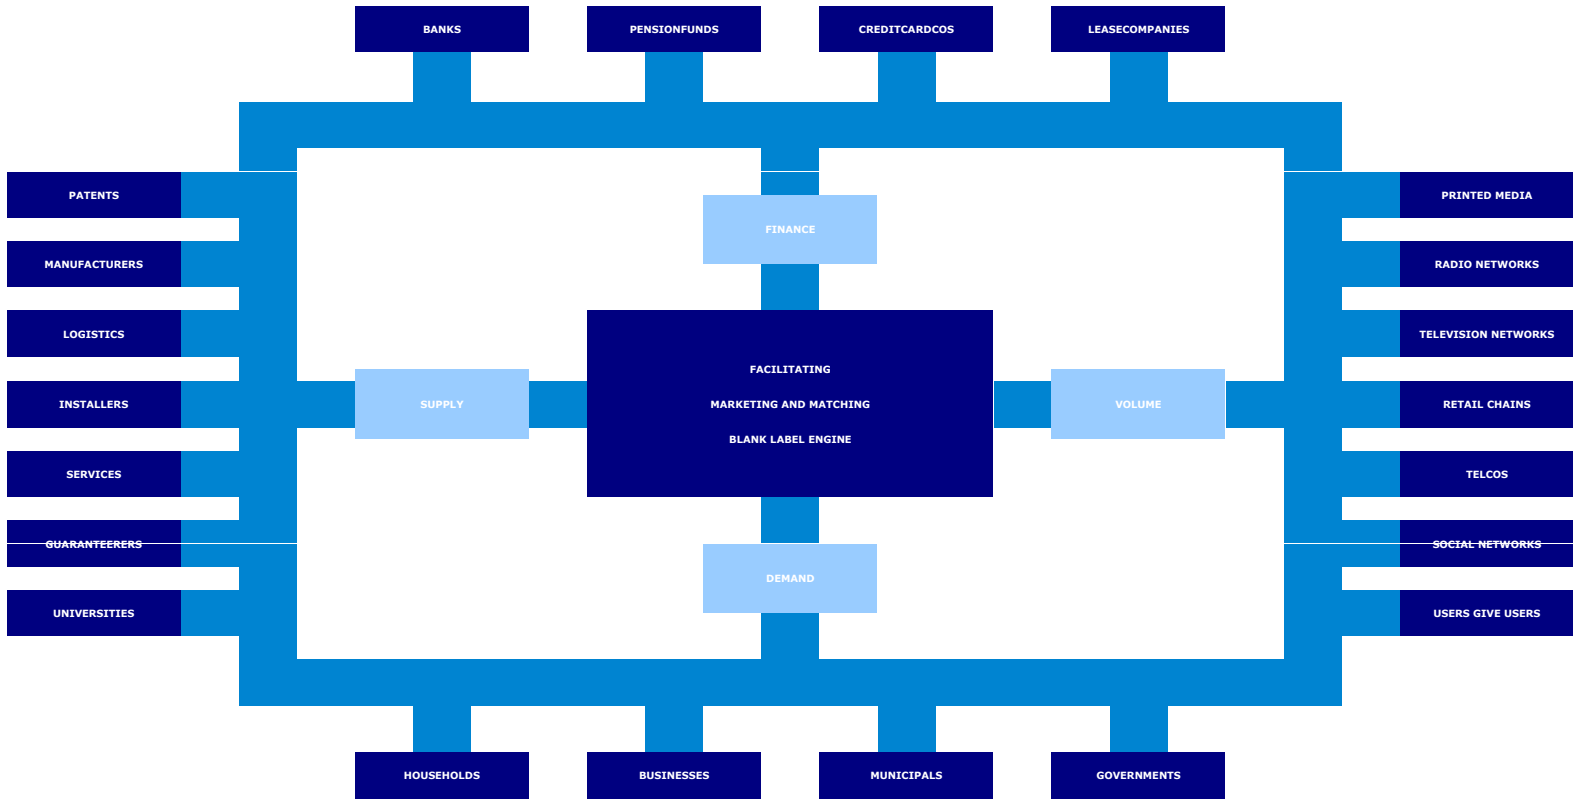 BANKS
PENSIONFUNDS
CREDITCARDCOS
LEASECOMPANIES
PATENTS
PRINTED MEDIA
FINANCE
MANUFACTURERS
RADIO NETWORKS
LOGISTICS
TELEVISION NETWORKS
FACILITATING
INSTALLERS
SUPPLY
MARKETING AND MATCHING
VOLUME
RETAIL CHAINS
BLANK LABEL ENGINE
SERVICES
TELCOS
GUARANTEERERS
SOCIAL NETWORKS
DEMAND
UNIVERSITIES
USERS GIVE USERS
HOUSEHOLDS
BUSINESSES
MUNICIPALS
GOVERNMENTS